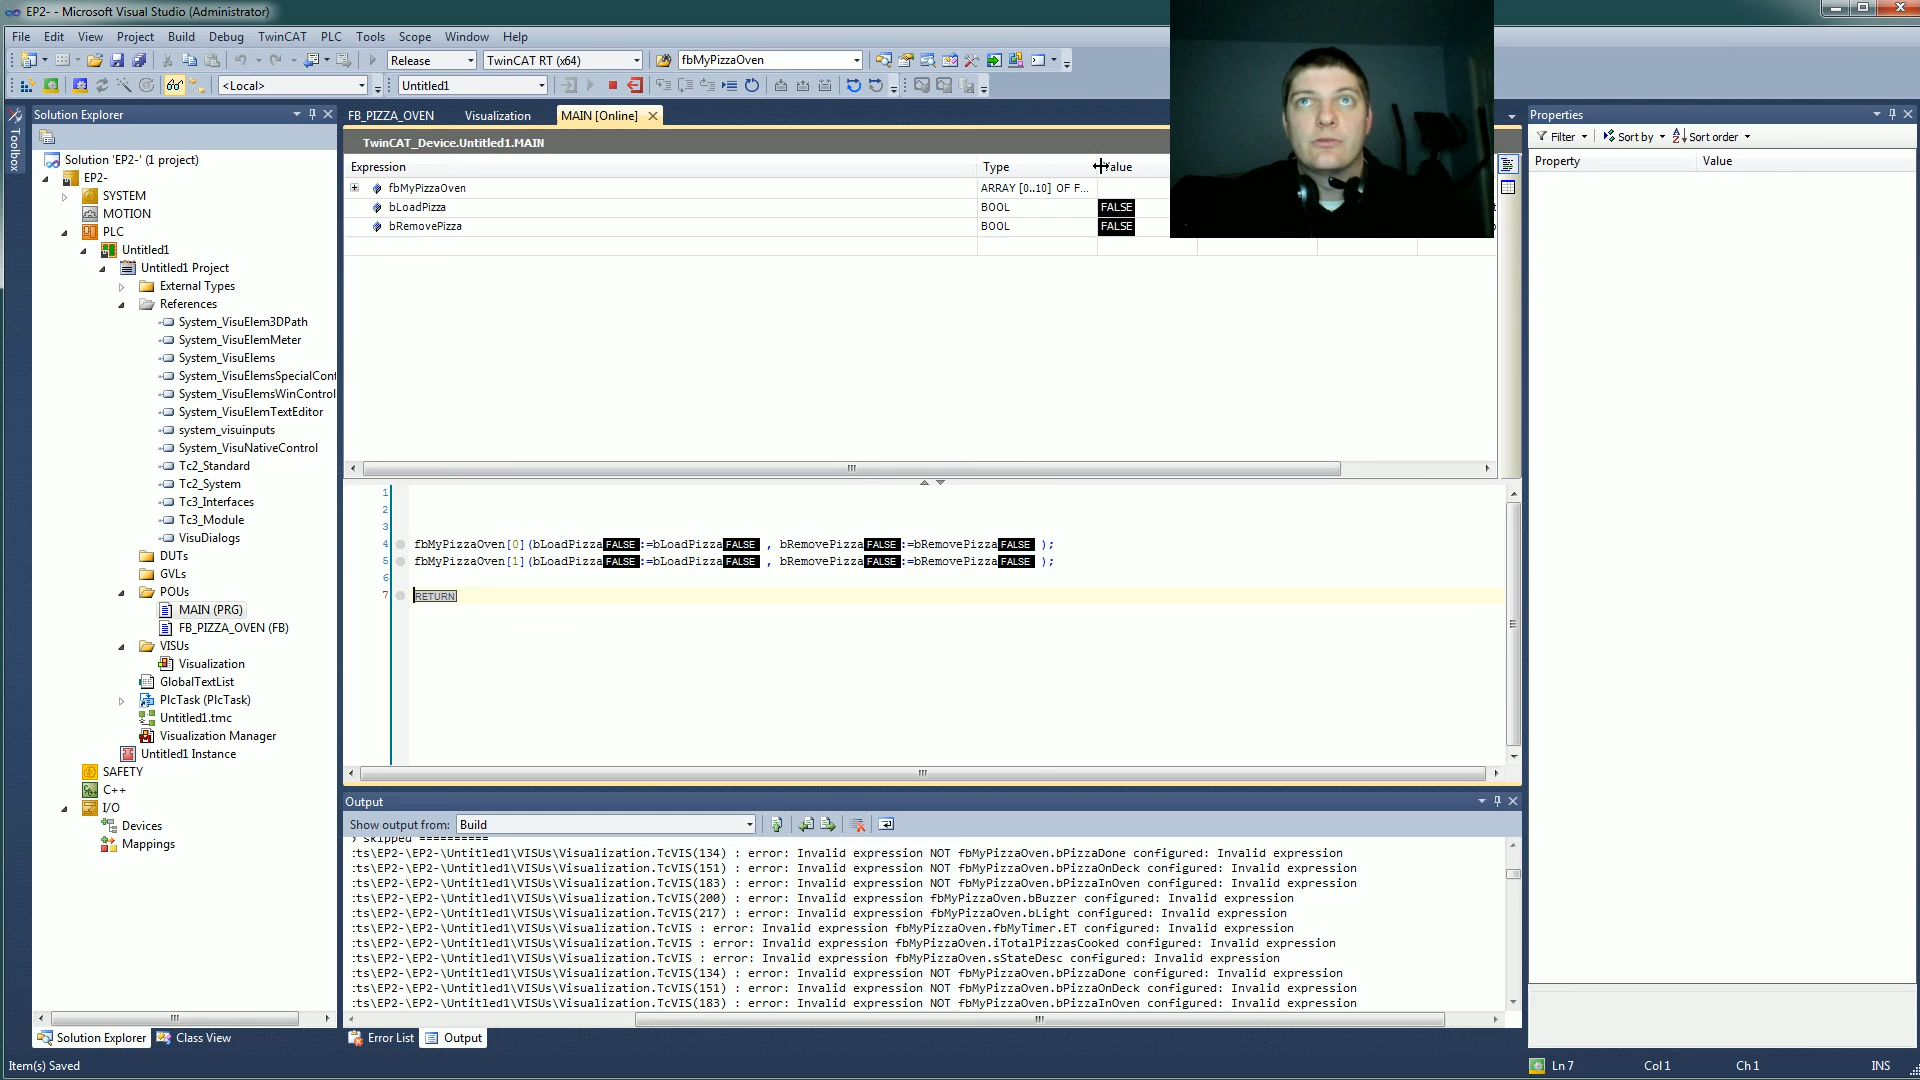 EP2- - Microsoft Visual Studio (Administrator)
File Edit View Project Build Debug TwinCAT PLC Tools Scope Window Help
Release TwinCAT RT (x64) fbMyPizzaOven
<Local> Untitled1
Toolbox
Solution Explorer
Solution 'EP2-' (1 project)
EP2-
SYSTEM
MOTION
PLC
Untitled1
Untitled1 Project
External Types
References
System_VisuElem3DPath
System_VisuElemMeter
System_VisuElems
System_VisuElemsSpecialCont
System_VisuElemsWinControl
System_VisuElemTextEditor
system_visuinputs
System_VisuNativeControl
Tc2_Standard
Tc2_System
Tc3_Interfaces
Tc3_Module
VisuDialogs
DUTs
GVLs
POUs
MAIN (PRG)
FB_PIZZA_OVEN (FB)
VISUs
Visualization
GlobalTextList
PlcTask (PlcTask)
Untitled1.tmc
Visualization Manager
Untitled1 Instance
SAFETY
C++
I/O
Devices
Mappings
Solution Explorer Class View
FB_PIZZA_OVEN Visualization MAIN [Online]
TwinCAT_Device.Untitled1.MAIN
Expression Type Value
fbMyPizzaOven ARRAY [0..10] OF F...
bLoadPizza BOOL FALSE
bRemovePizza BOOL FALSE
1
2
3
4 fbMyPizzaOven[0](bLoadPizza FALSE :=bLoadPizza FALSE , bRemovePizza FALSE :=bRemovePizza FALSE );
5 fbMyPizzaOven[1](bLoadPizza FALSE :=bLoadPizza FALSE , bRemovePizza FALSE :=bRemovePizza FALSE );
6
7 RETURN
Output
Show output from: Build
skipped ==========
:ts\EP2-\EP2-\Untitled1\VISUs\Visualization.TcVIS(134) : error: Invalid expression NOT fbMyPizzaOven.bPizzaDone configured: Invalid expression
:ts\EP2-\EP2-\Untitled1\VISUs\Visualization.TcVIS(151) : error: Invalid expression NOT fbMyPizzaOven.bPizzaOnDeck configured: Invalid expression
:ts\EP2-\EP2-\Untitled1\VISUs\Visualization.TcVIS(183) : error: Invalid expression NOT fbMyPizzaOven.bPizzaInOven configured: Invalid expression
:ts\EP2-\EP2-\Untitled1\VISUs\Visualization.TcVIS(200) : error: Invalid expression fbMyPizzaOven.bBuzzer configured: Invalid expression
:ts\EP2-\EP2-\Untitled1\VISUs\Visualization.TcVIS(217) : error: Invalid expression fbMyPizzaOven.bLight configured: Invalid expression
:ts\EP2-\EP2-\Untitled1\VISUs\Visualization.TcVIS : error: Invalid expression fbMyPizzaOven.fbMyTimer.ET configured: Invalid expression
:ts\EP2-\EP2-\Untitled1\VISUs\Visualization.TcVIS : error: Invalid expression fbMyPizzaOven.iTotalPizzasCooked configured: Invalid expression
:ts\EP2-\EP2-\Untitled1\VISUs\Visualization.TcVIS : error: Invalid expression fbMyPizzaOven.sStateDesc configured: Invalid expression
:ts\EP2-\EP2-\Untitled1\VISUs\Visualization.TcVIS(134) : error: Invalid expression NOT fbMyPizzaOven.bPizzaDone configured: Invalid expression
:ts\EP2-\EP2-\Untitled1\VISUs\Visualization.TcVIS(151) : error: Invalid expression NOT fbMyPizzaOven.bPizzaOnDeck configured: Invalid expression
:ts\EP2-\EP2-\Untitled1\VISUs\Visualization.TcVIS(183) : error: Invalid expression NOT fbMyPizzaOven.bPizzaInOven configured: Invalid expression
Error List Output
Properties
Filter Sort by Sort order
Property Value
Item(s) Saved Ln 7 Col 1 Ch 1 INS